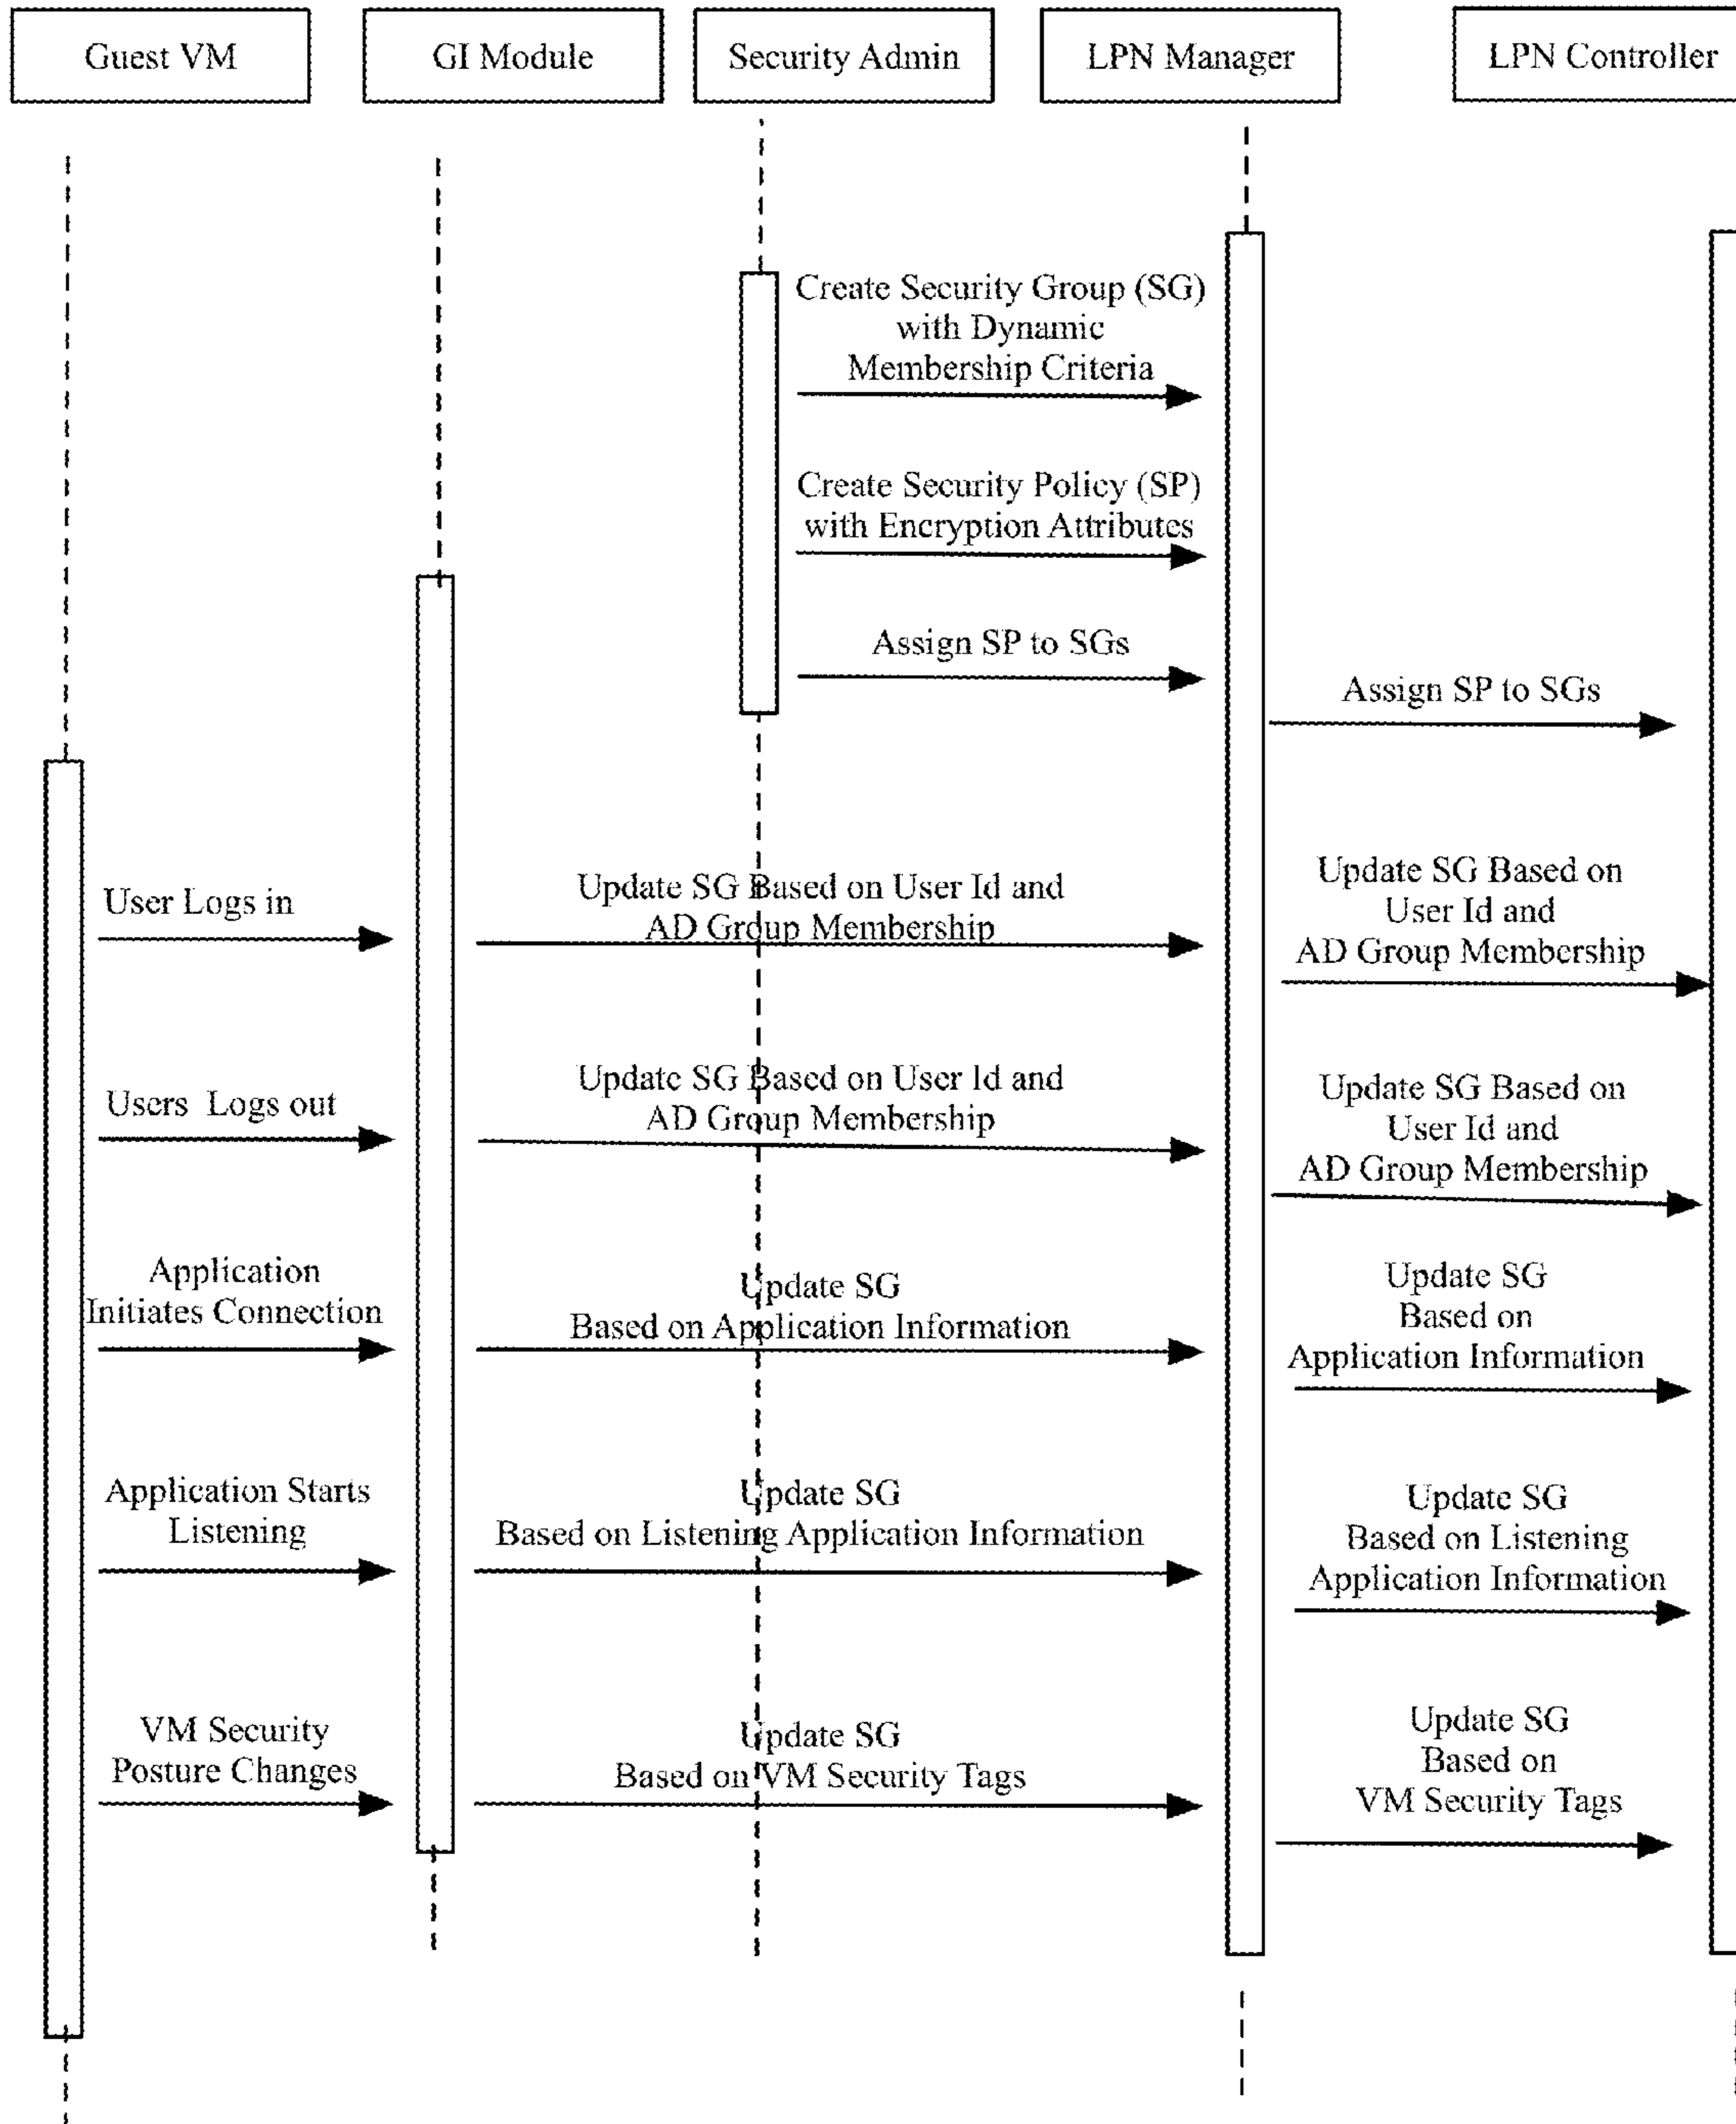 Guest VM
GI Module
Security Admin
LPN Manager
LPN Controller
Create Security Group (SG)
with Dynamic
Membership Criteria
Create Security Policy (SP)
with Encryption Attributes
Assign SP to SGs
Assign SP to SGs
User Logs in
Update SG Based on User Id and
AD Group Membership
Update SG Based on
User Id and
AD Group Membership
Users Logs out
Update SG Based on User Id and
AD Group Membership
Update SG Based on
User Id and
AD Group Membership
Application
Initiates Connection
Update SG
Based on Application Information
Update SG
Based on
Application Information
Application Starts
Listening
Update SG
Based on Listening Application Information
Update SG
Based on Listening
Application Information
VM Security
Posture Changes
Update SG
Based on VM Security Tags
Update SG
Based on
VM Security Tags